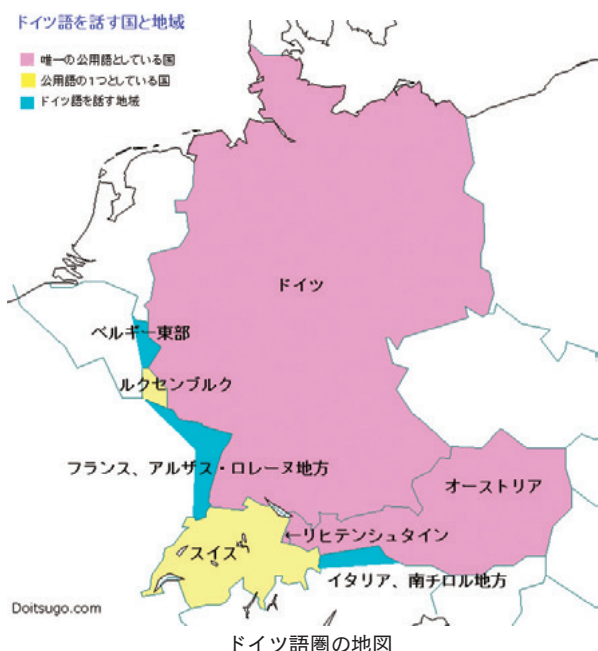 ドイツ語を話す国と地域
唯一の公用語としている国
公用語の1つとしている国
ドイツ語を話す地域
ドイツ
ベルギー東部
ルクセンブルク
フランス、アルザス・ロレーヌ地方
オーストリア
←リヒテンシュタイン
スイス
イタリア、南チロル地方
Doitsugo.com
ドイツ語圏の地図